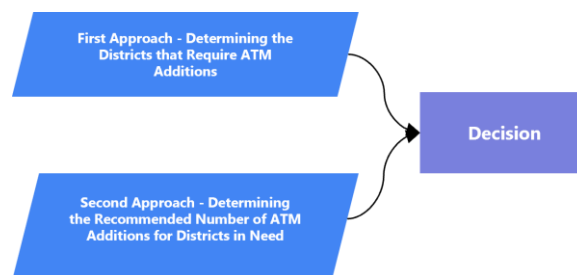 First Approach - Determining the
Districts that Require ATM
Additions
Decision
Second Approach - Determining
the Recommended Number of ATM
Additions for Districts in Need